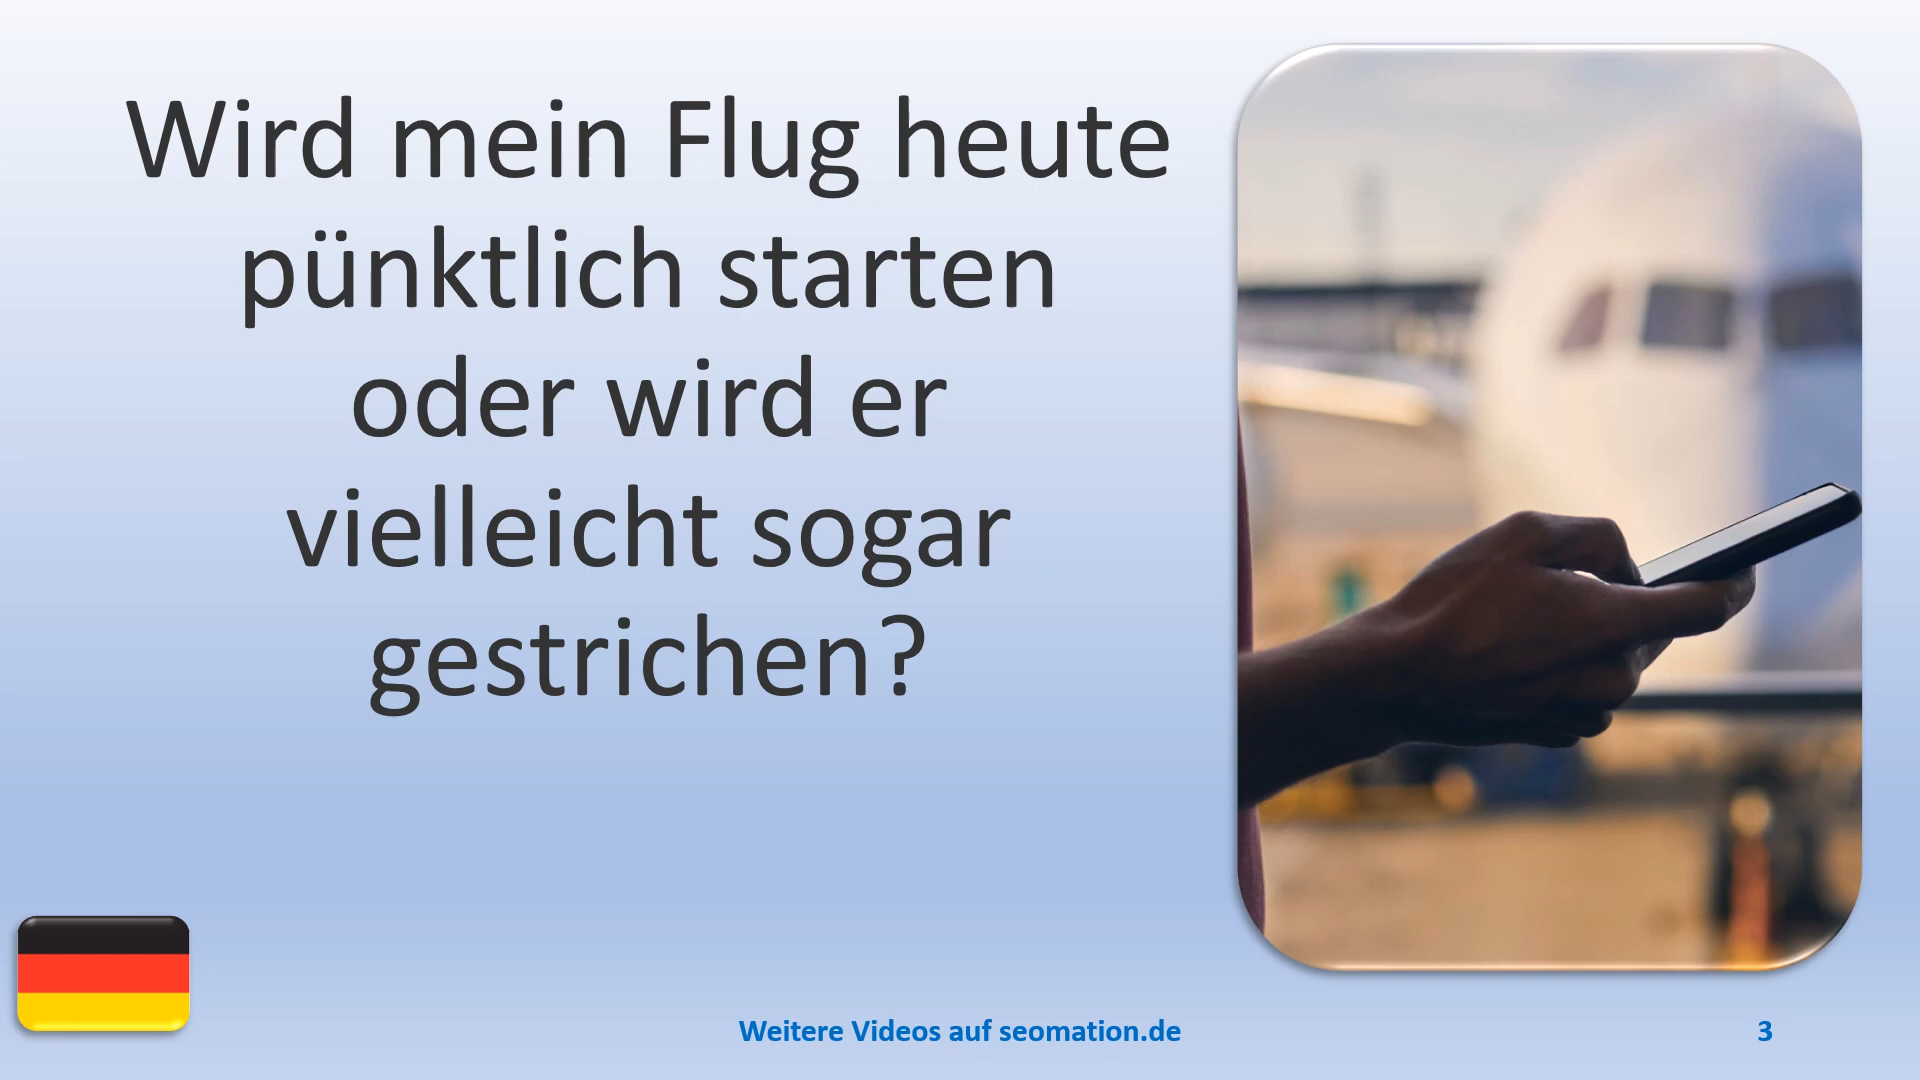 Wird mein Flug heute
pünktlich starten
oder wird er
vielleicht sogar
gestrichen?
Weitere Videos auf seomation.de
3